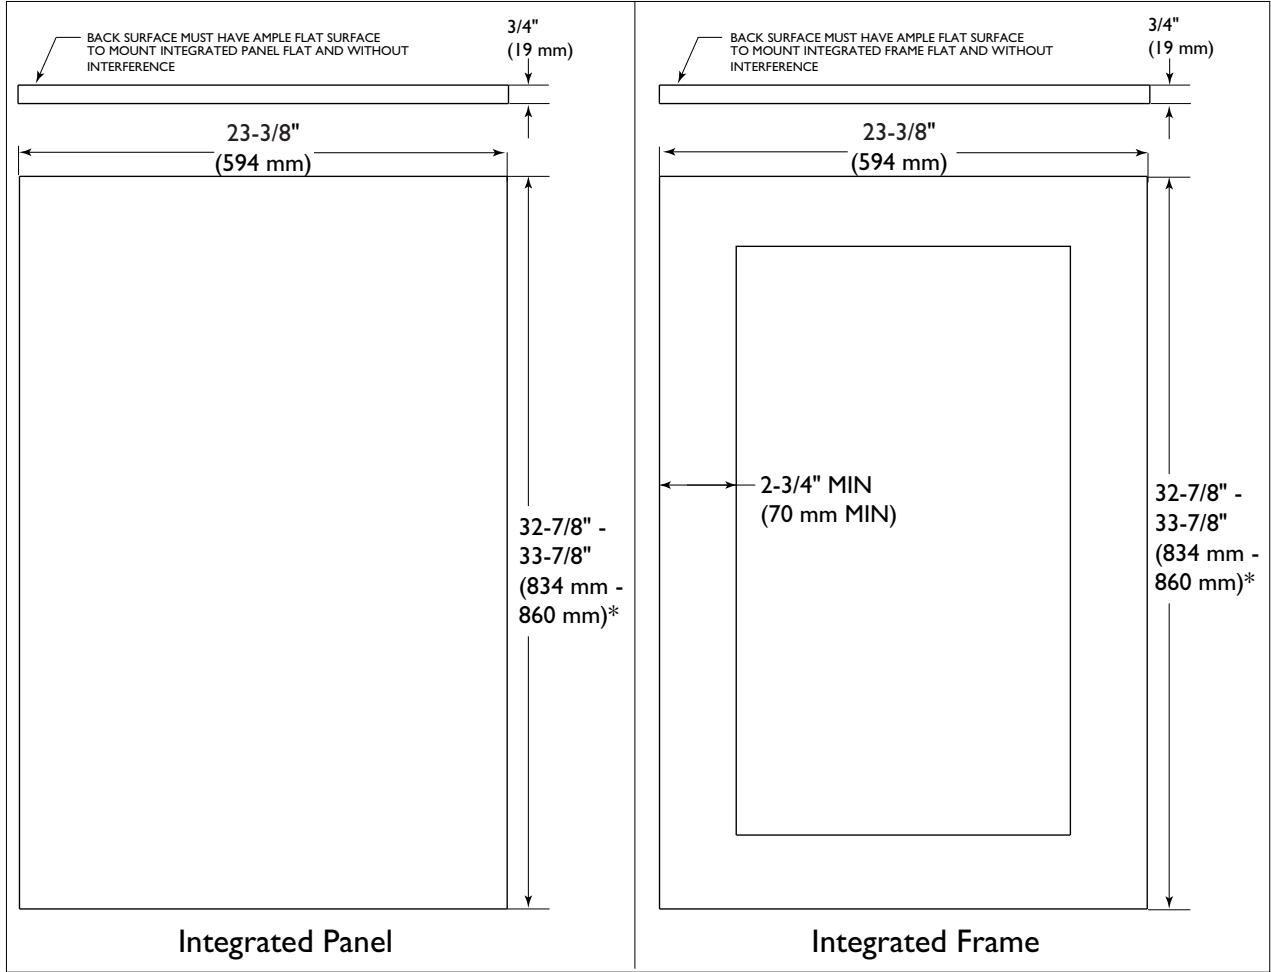 BACK SURFACE MUST HAVE AMPLE FLAT SURFACE
TO MOUNT INTEGRATED PANEL FLAT AND WITHOUT
INTERFERENCE
3/4"
(19 mm)
23-3/8"
(594 mm)
32-7/8" -
33-7/8"
(834 mm -
860 mm)*
Integrated Panel
BACK SURFACE MUST HAVE AMPLE FLAT SURFACE
TO MOUNT INTEGRATED FRAME FLAT AND WITHOUT
INTERFERENCE
3/4"
(19 mm)
23-3/8"
(594 mm)
2-3/4" MIN
(70 mm MIN)
32-7/8" -
33-7/8"
(834 mm -
860 mm)*
Integrated Frame